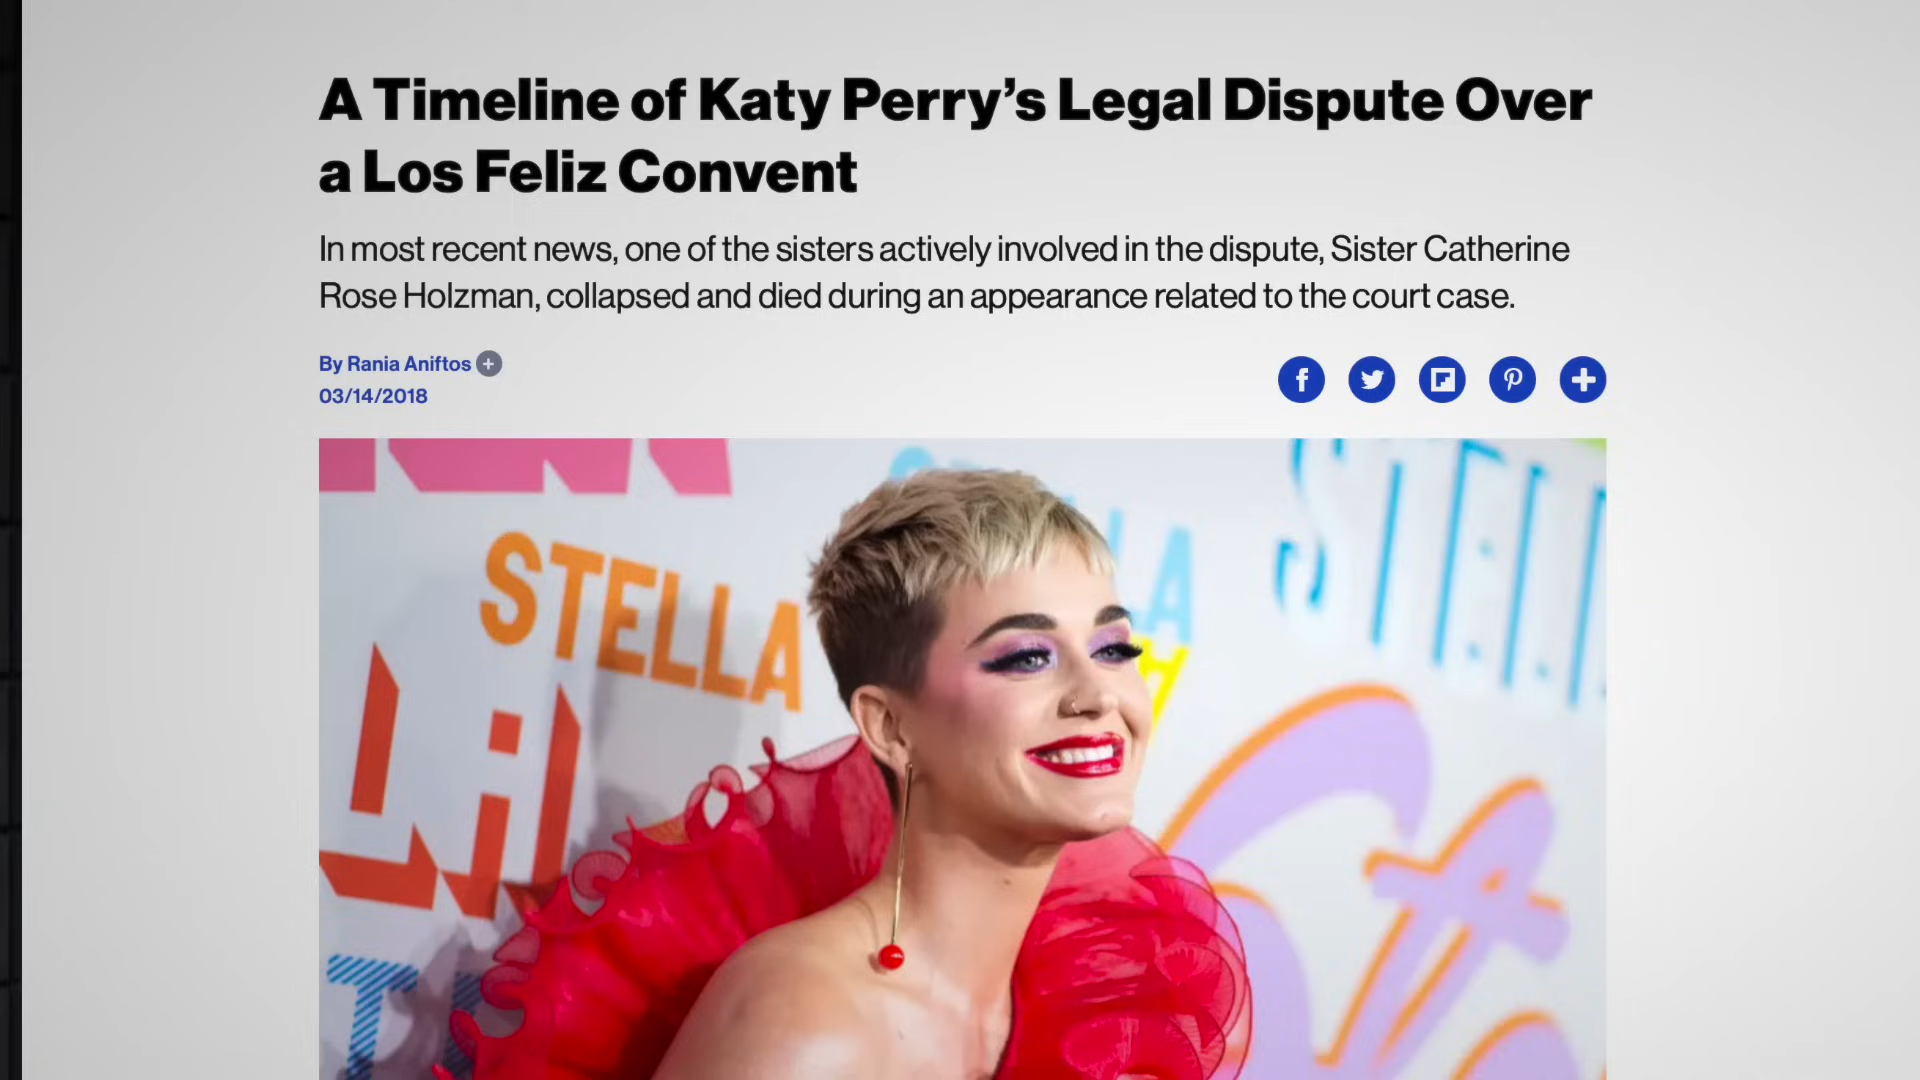 A Timeline of Katy Perry’s Legal Dispute Over
a Los Feliz Convent
In most recent news, one of the sisters actively involved in the dispute, Sister Catherine
Rose Holzman, collapsed and died during an appearance related to the court case.
By Rania Aniftos
03/14/2018
STELLA
STELLA